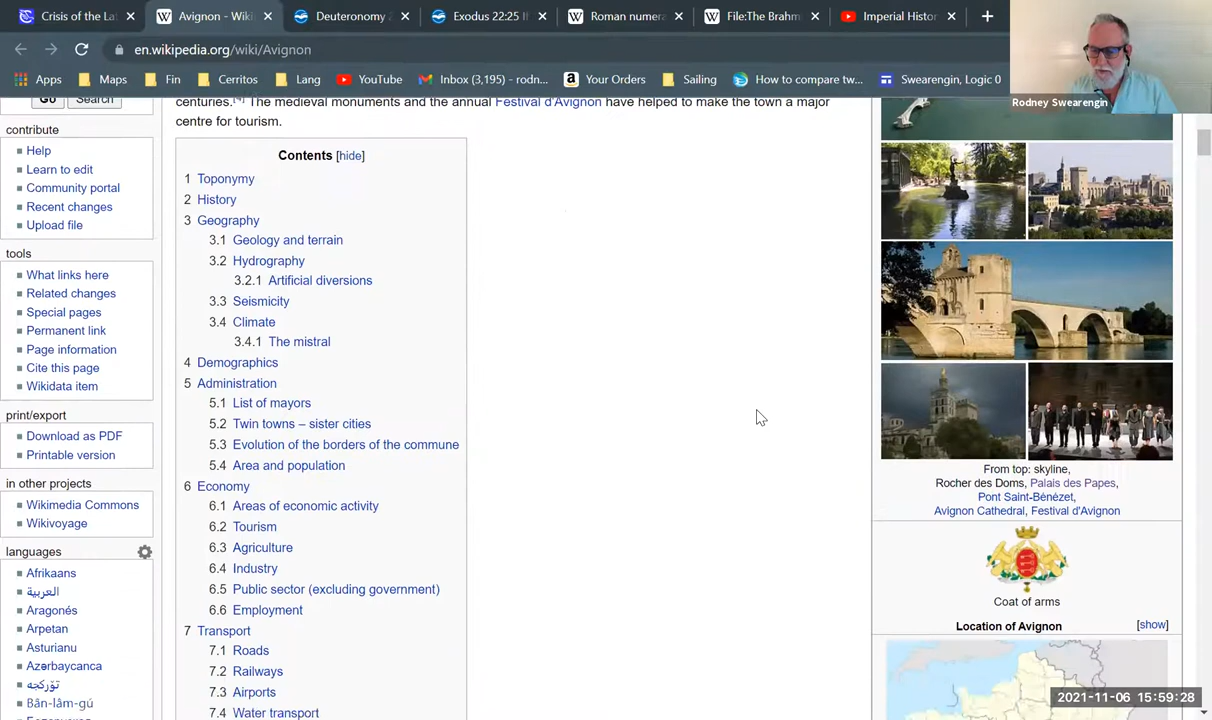 Crisis of the Lat
Avignon - Wiki
Deuteronomy 2
Exodus 22:25 If
Roman numera
File:The Brahm
Imperial Histor
en.wikipedia.org/wiki/Avignon
Apps
Maps
Fin
Cerritos
Lang
YouTube
Inbox (3,195) - rodn...
Your Orders
Sailing
How to compare tw...
Swearengin, Logic 0
Rodney Swearengin
Go
Search
contribute
Help
Learn to edit
Community portal
Recent changes
Upload file
tools
What links here
Related changes
Special pages
Permanent link
Page information
Cite this page
Wikidata item
print/export
Download as PDF
Printable version
in other projects
Wikimedia Commons
Wikivoyage
languages
Afrikaans
العربية
Aragonés
Arpetan
Asturianu
Azərbaycanca
تۆرکجه
Bân-lâm-gú
centuries.[4] The medieval monuments and the annual Festival d'Avignon have helped to make the town a major
centre for tourism.
Contents [hide]
1 Toponymy
2 History
3 Geography
3.1 Geology and terrain
3.2 Hydrography
3.2.1 Artificial diversions
3.3 Seismicity
3.4 Climate
3.4.1 The mistral
4 Demographics
5 Administration
5.1 List of mayors
5.2 Twin towns – sister cities
5.3 Evolution of the borders of the commune
5.4 Area and population
6 Economy
6.1 Areas of economic activity
6.2 Tourism
6.3 Agriculture
6.4 Industry
6.5 Public sector (excluding government)
6.6 Employment
7 Transport
7.1 Roads
7.2 Railways
7.3 Airports
7.4 Water transport
From top: skyline,
Rocher des Doms, Palais des Papes,
Pont Saint-Bénézet,
Avignon Cathedral, Festival d'Avignon
Coat of arms
Location of Avignon
[show]
2021-11-06 15:59:28